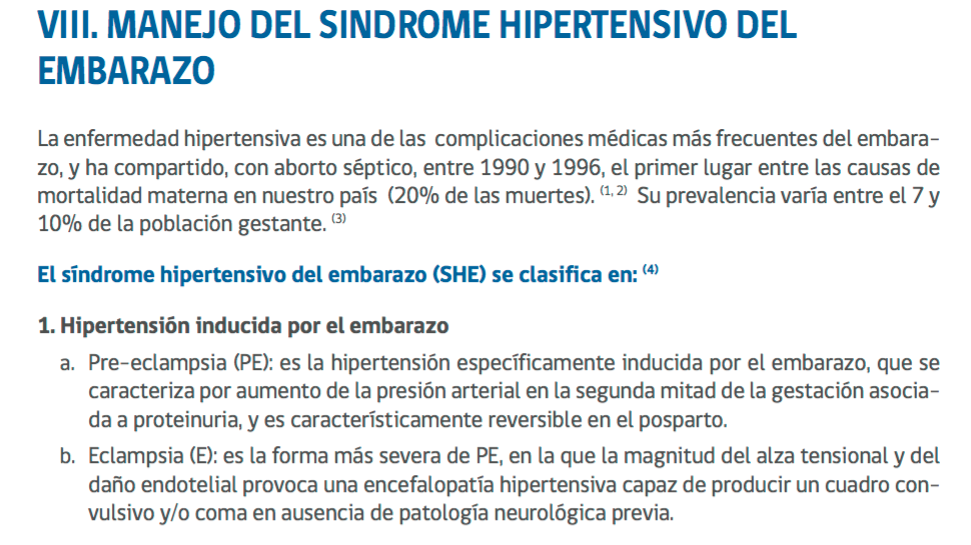 VIII. MANEJO DEL SINDROME HIPERTENSIVO DEL
EMBARAZO
La enfermedad hipertensiva es una de las complicaciones médicas más frecuentes del embara-
zo, y ha compartido, con aborto séptico, entre 1990 y 1996, el primer lugar entre las causas de
mortalidad materna en nuestro país (20% de las muertes). (1, 2) Su prevalencia varía entre el 7 y
10% de la población gestante. (3)
El síndrome hipertensivo del embarazo (SHE) se clasifica en: (4)
1. Hipertensión inducida por el embarazo
a. Pre-eclampsia (PE): es la hipertensión específicamente inducida por el embarazo, que se
caracteriza por aumento de la presión arterial en la segunda mitad de la gestación asocia-
da a proteinuria, y es característicamente reversible en el posparto.
b. Eclampsia (E): es la forma más severa de PE, en la que la magnitud del alza tensional y del
daño endotelial provoca una encefalopatía hipertensiva capaz de producir un cuadro con-
vulsivo y/o coma en ausencia de patología neurológica previa.